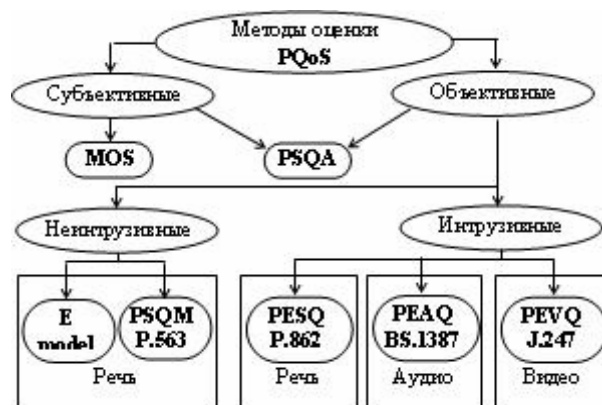 Методы оценки
PQoS
Субъективные
Объективные
MOS
PSQA
Неинтрузивные
Интрузивные
E
model
PSQM
P.563
Речь
PESQ
P.862
Речь
PEAQ
BS.1387
Аудио
PEVQ
J.247
Видео